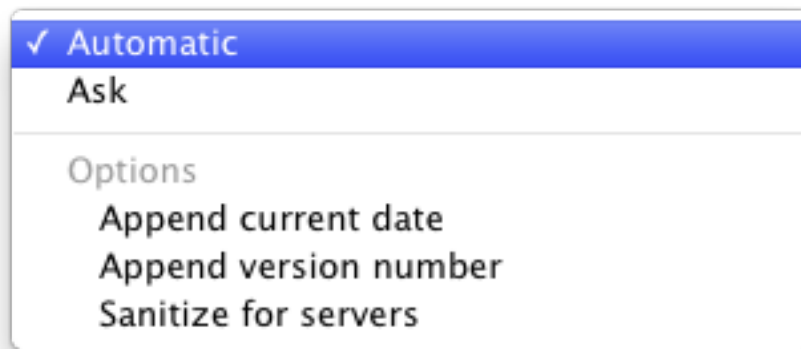 ✓ Automatic
Ask
Options
Append current date
Append version number
Sanitize for servers